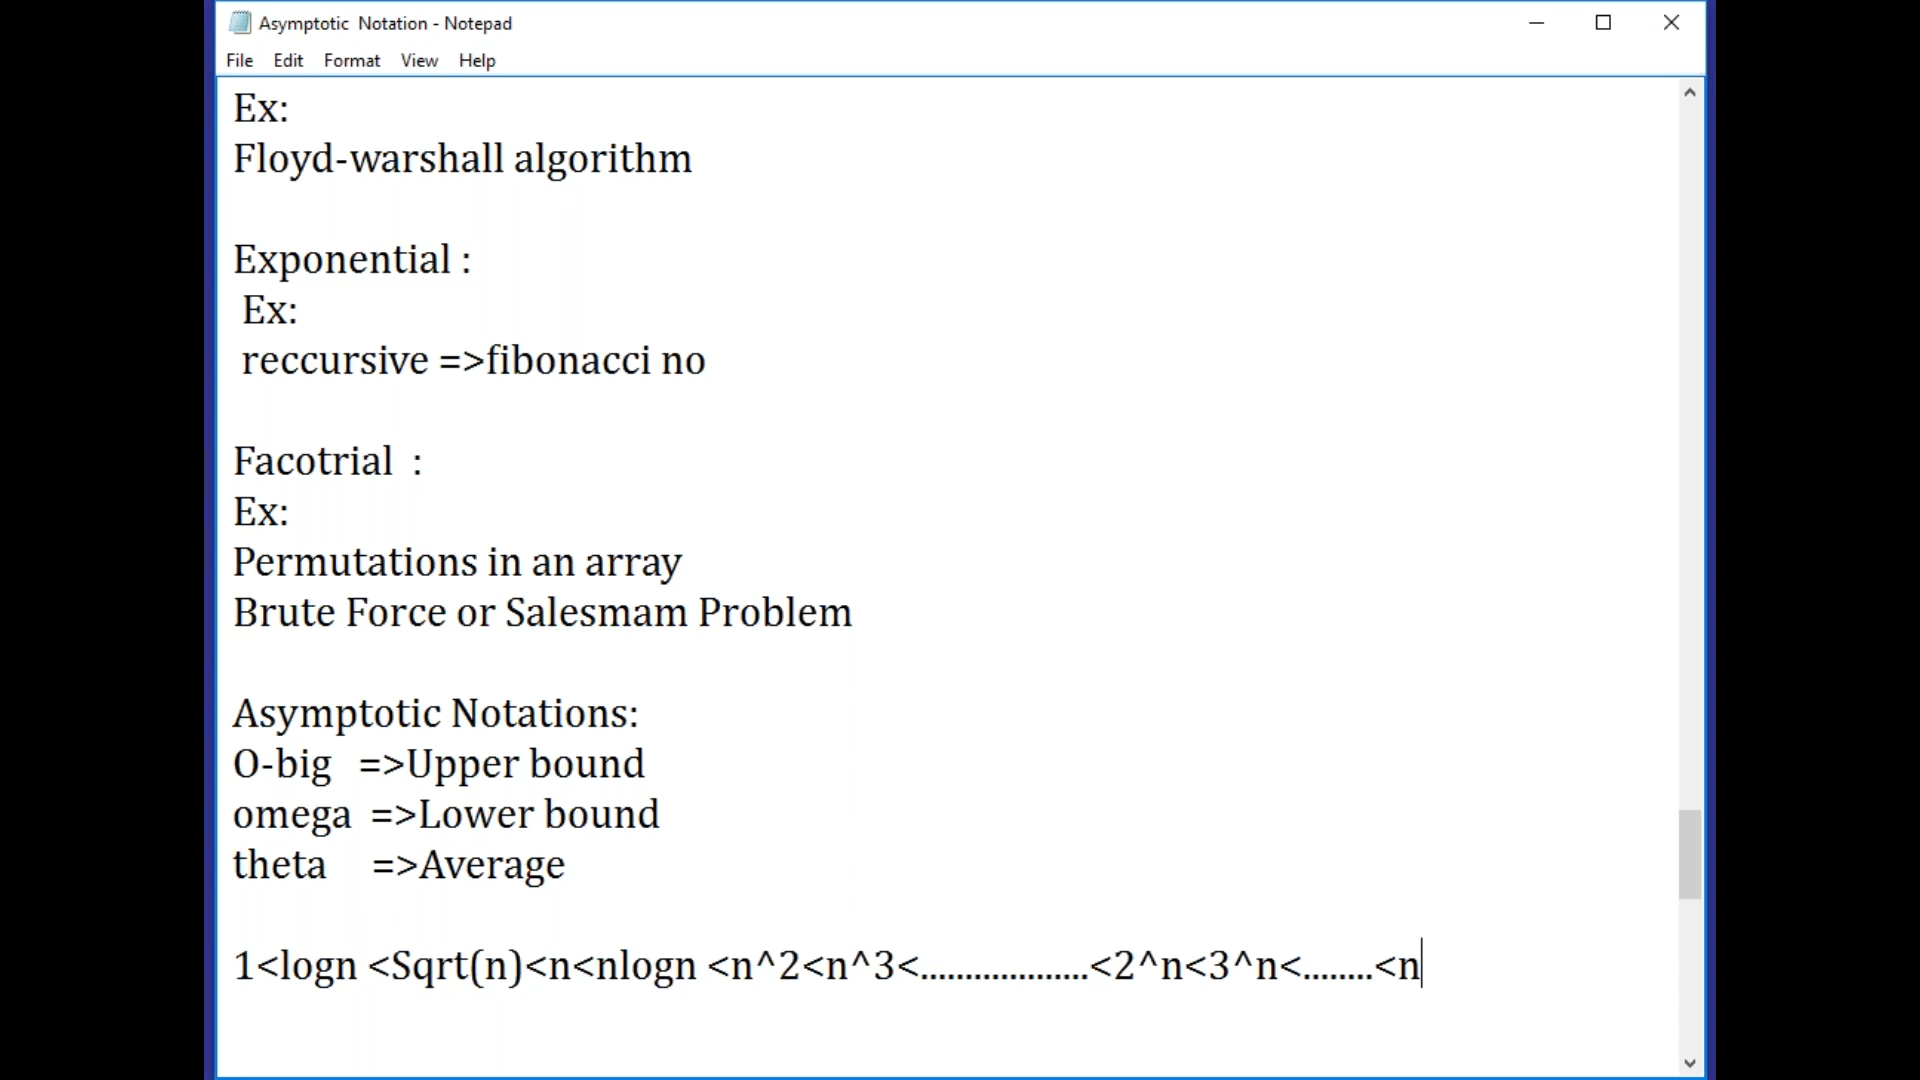 Asymptotic  Notation - Notepad
File Edit Format View Help
Ex:
Floyd-warshall algorithm
Exponential :
Ex:
reccursive =>fibonacci no
Facotrial  :
Ex:
Permutations in an array
Brute Force or Salesmam Problem
Asymptotic Notations:
O-big   =>Upper bound
omega  =>Lower bound
theta     =>Average
1<logn <Sqrt(n)<n<nlogn <n^2<n^3<...................<2^n<3^n<........<n